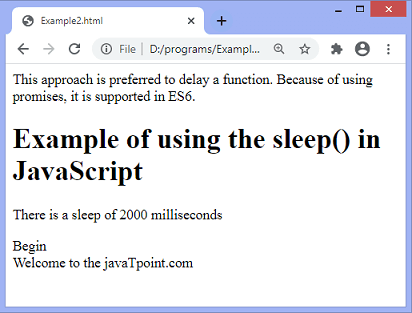 Example2.html
File | D:/programs/Exampl...
This approach is preferred to delay a function. Because of using
promises, it is supported in ES6.
Example of using the sleep() in
JavaScript
There is a sleep of 2000 milliseconds
Begin
Welcome to the javaTpoint.com